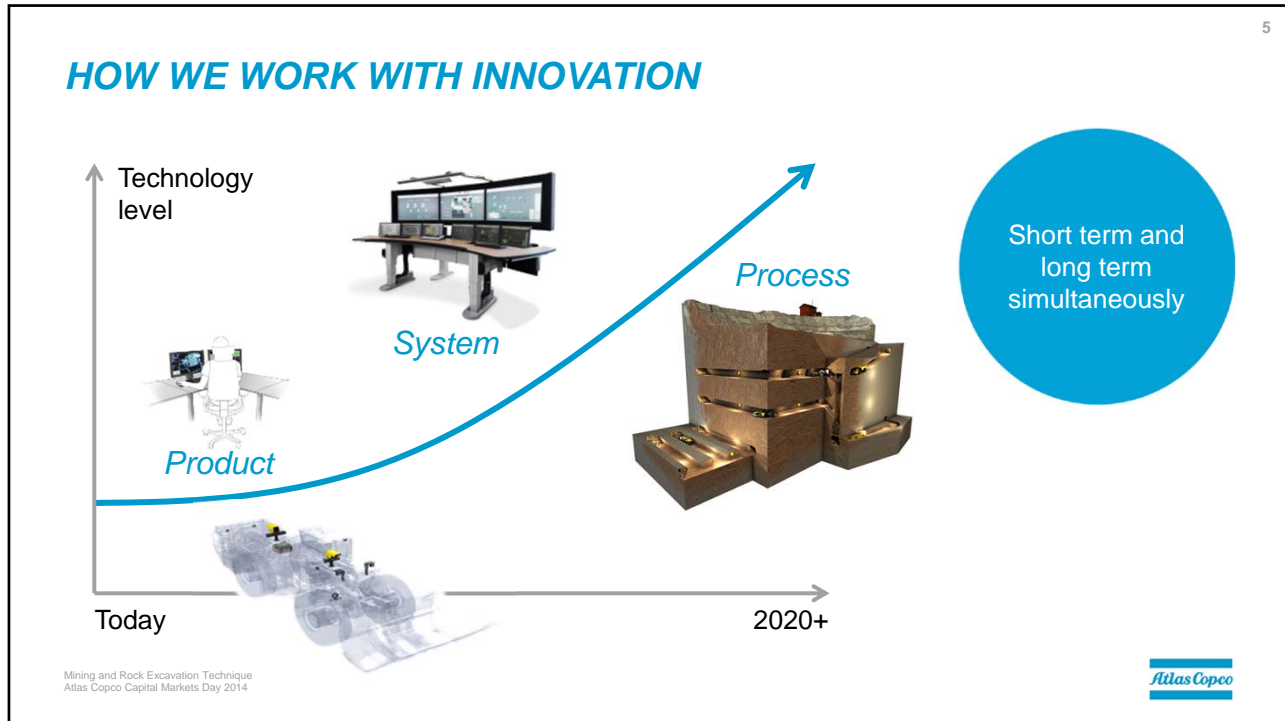 5
HOW WE WORK WITH INNOVATION
Technology
level
Product
System
Process
Short term and
long term
simultaneously
Today
2020+
Mining and Rock Excavation Technique
Atlas Copco Capital Markets Day 2014
Atlas Copco